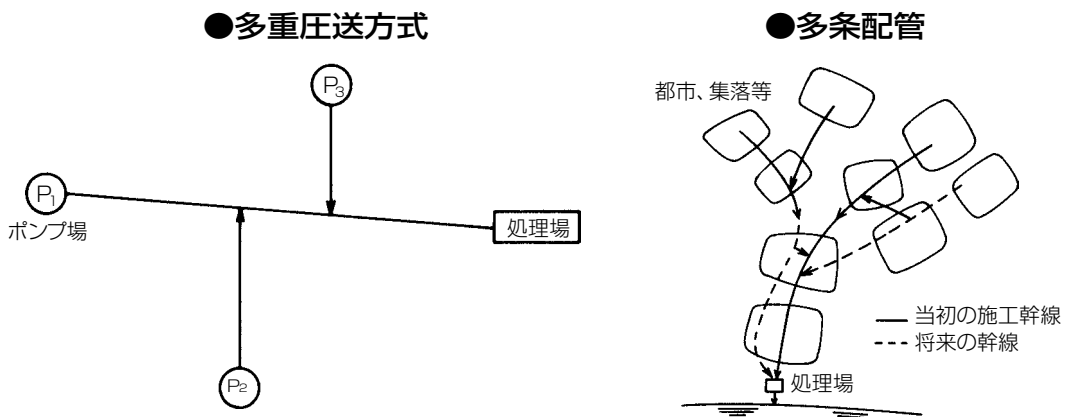 ●多重圧送方式
P3
P1
ポンプ場
処理場
P2
●多条配管
都市、集落等
当初の施工幹線
将来の幹線
処理場